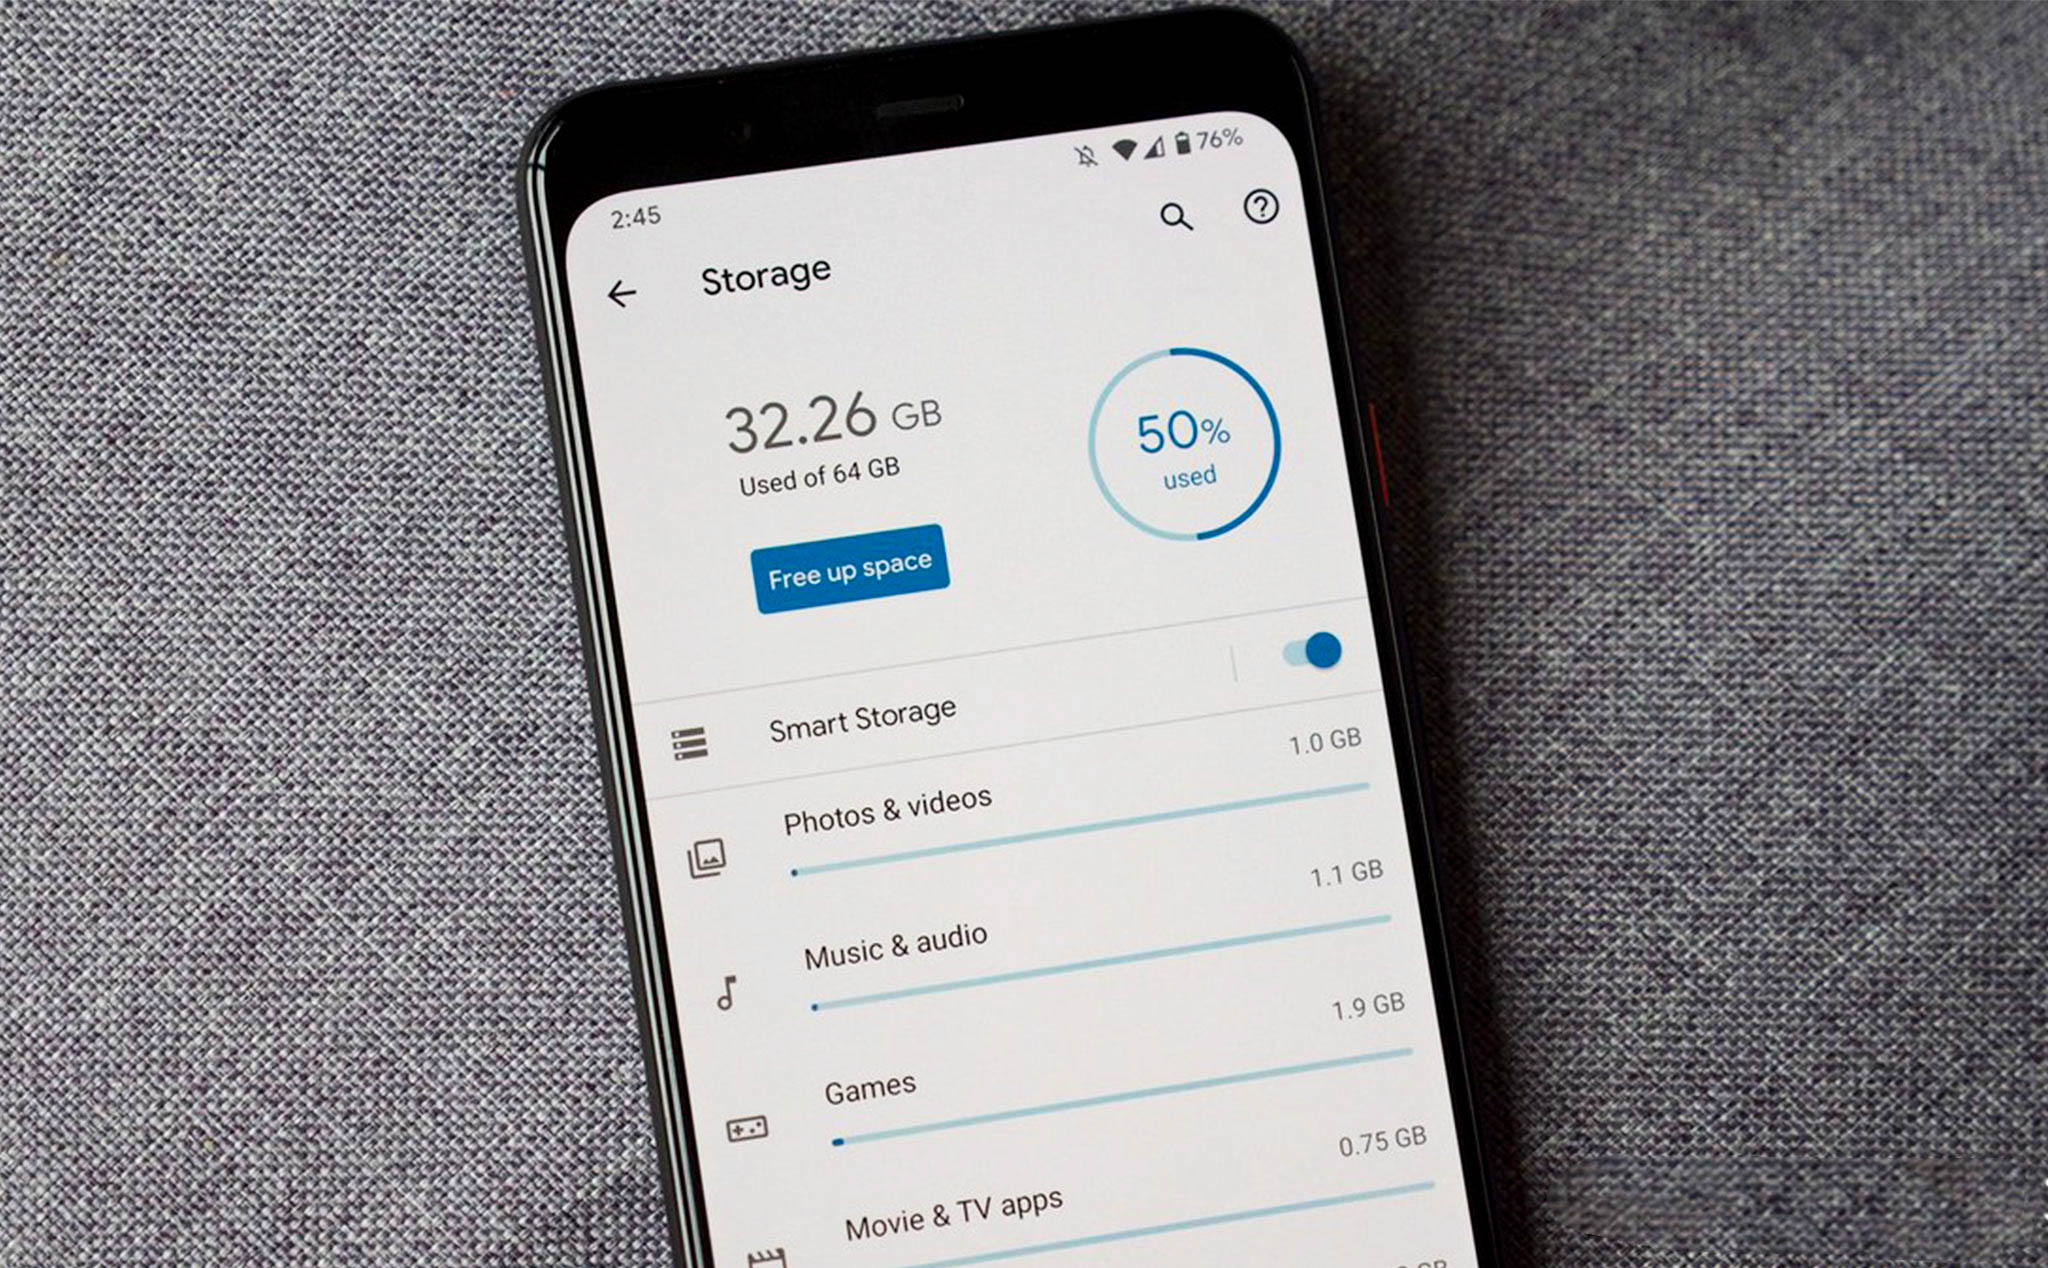 2:45
76%
Storage
32.26 GB
Used of 64 GB
50%
used
Free up space
Smart Storage
1.0 GB
Photos & videos
1.1 GB
Music & audio
1.9 GB
Games
0.75 GB
Movie & TV apps
GB